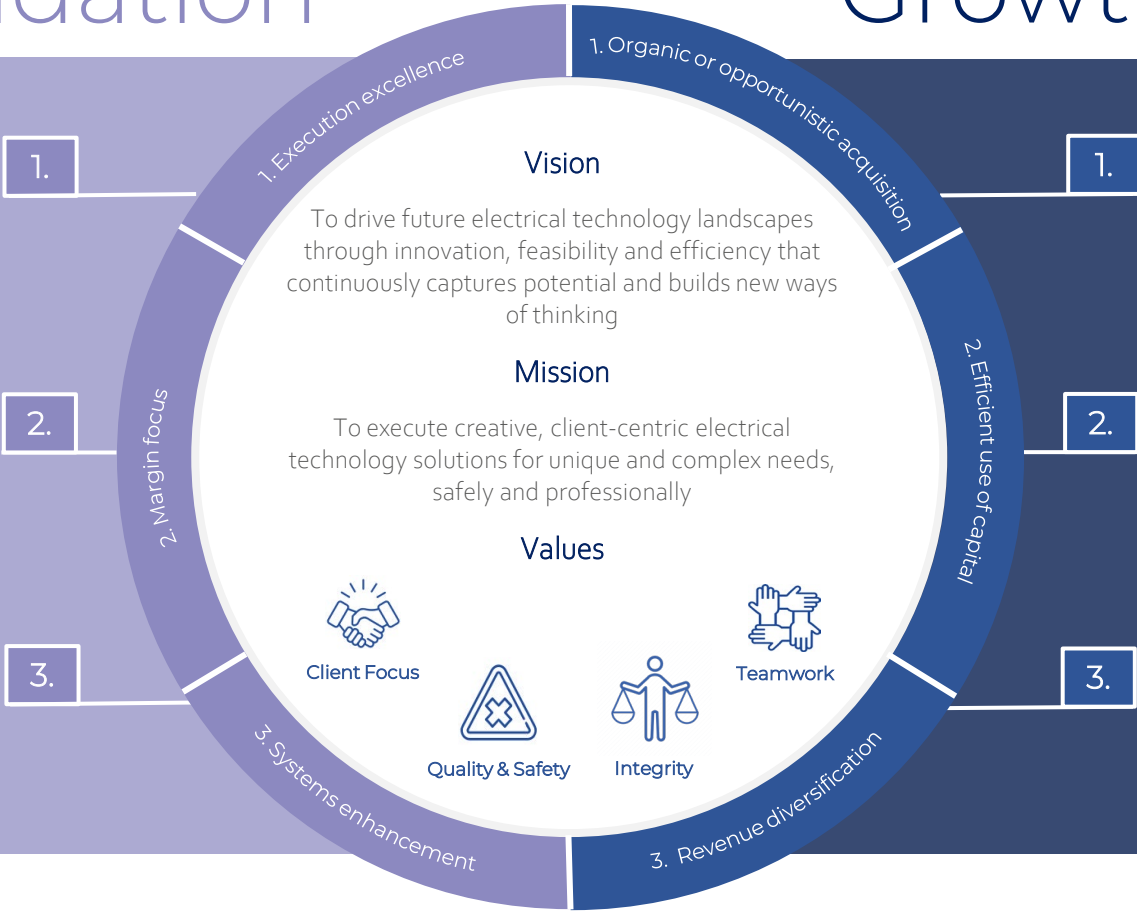 1. Execution excellence
1. Organic or opportunistic acquisition
1.
1.
Vision
To drive future electrical technology landscapes
through innovation, feasibility and efficiency that
continuously captures potential and builds new ways
of thinking
Mission
2. Margin focus
2. Efficient use of capital
2.
2.
To execute creative, client-centric electrical
technology solutions for unique and complex needs,
safely and professionally
Values
3.
3.
Client Focus
Teamwork
Quality & Safety
Integrity
3. Systems enhancement
3. Revenue diversification